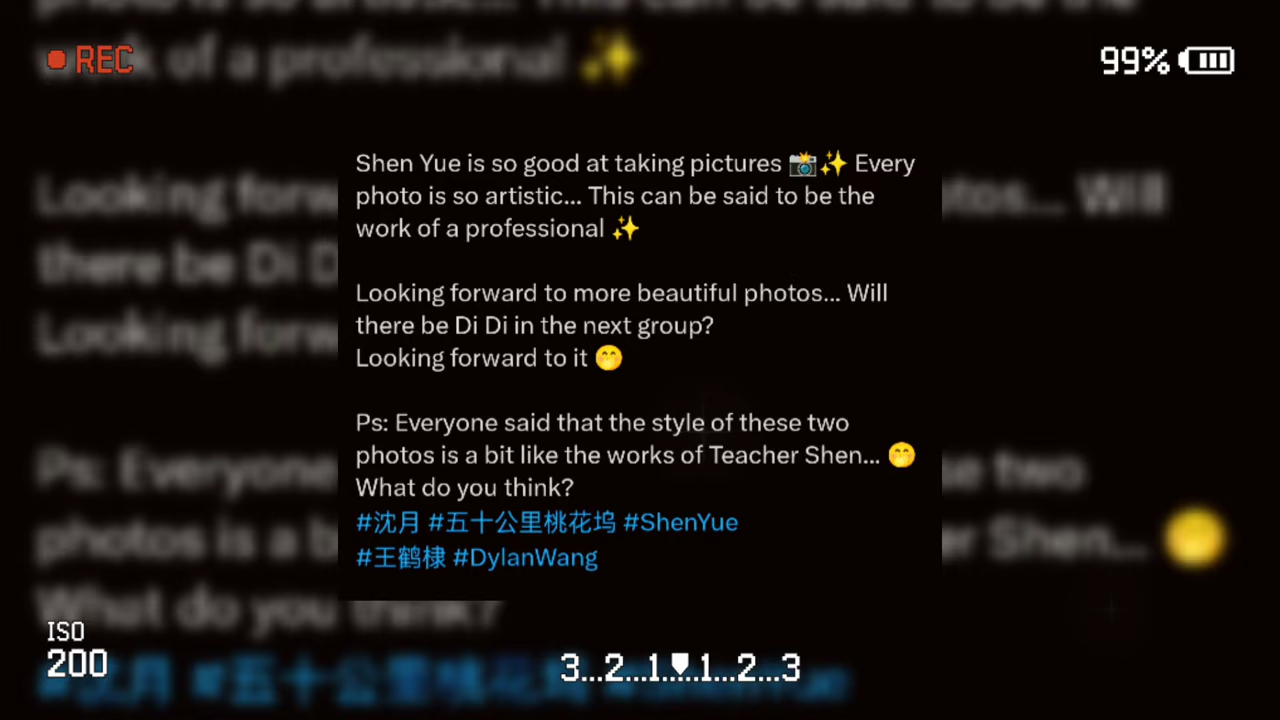 REC
99%
Shen Yue is so good at taking pictures 📸✨ Every
photo is so artistic... This can be said to be the
work of a professional ✨
Looking forward to more beautiful photos... Will
there be Di Di in the next group?
Looking forward to it 🤭
Ps: Everyone said that the style of these two
photos is a bit like the works of Teacher Shen... 🤭
What do you think?
#沈月 #五十公里桃花坞 #ShenYue
#王鹤棣 #DylanWang
ISO
200
3...2...1...1...2...3